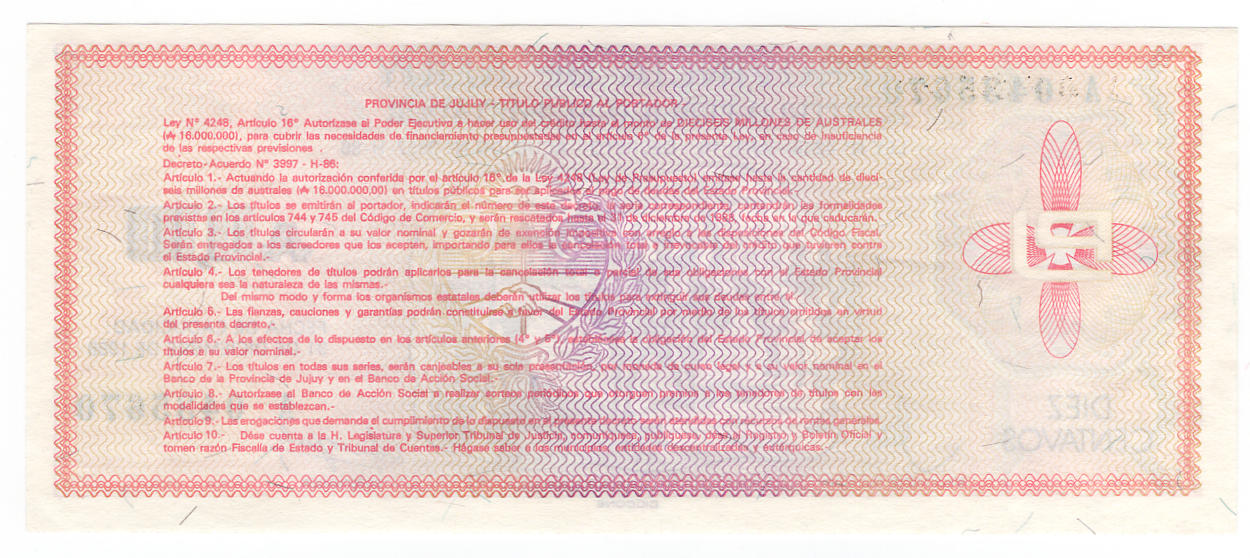 PROVINCIA DE JUJUY - TITULO PUBLICO AL PORTADOR -
Ley N° 4248, Artículo 16° Autorízase al Poder Ejecutivo a hacer uso del crédito hasta el monto de DIECISEIS MILLONES DE AUSTRALES
(₳ 16.000.000), para cubrir las necesidades de financiamiento presupuestadas en el artículo 6° de la presente Ley, en caso de insuficiencia
de las respectivas previsiones .
Decreto-Acuerdo N° 3997 - H-86:
Artículo 1.- Actuando la autorización conferida por el artículo 16° de la Ley 4248 (Ley de Presupuesto) emítase hasta la cantidad de dieci-
seis millones de australes (₳ 16.000.000,00) en títulos públicos para ser aplicados al pago de deudas del Estado Provincial.-
Artículo 2.- Los títulos se emitirán al portador, indicarán el número de este decreto, la serie correspondiente, contendrán las formalidades
previstas en los artículos 744 y 745 del Código de Comercio, y serán rescatados hasta el 31 de diciembre de 1988, fecha en la que caducarán.
Artículo 3.- Los títulos circularán a su valor nominal y gozarán de exención impositiva con arreglo a las disposiciones del Código Fiscal.
Serán entregados a los acreedores que los acepten, importando para ellos la cancelación total e irrevocable del crédito que tuvieren contra
el Estado Provincial.-
Artículo 4.- Los tenedores de títulos podrán aplicarlos para la cancelación total o parcial de sus obligaciones con el Estado Provincial
cualquiera sea la naturaleza de las mismas.-
Del mismo modo y forma los organismos estatales deberán utilizar los títulos para extinguir sus deudas entre sí.
Artículo 5.- Las fianzas, cauciones y garantías podrán constituirse a favor del Estado Provincial por medio de los títulos emitidos en virtud
del presente decreto.-
Artículo 6.- A los efectos de lo dispuesto en los artículos anteriores (4° y 5°), establécese la obligación del Estado Provincial de aceptar los
títulos a su valor nominal.-
Artículo 7.- Los títulos en todas sus series, serán canjeables a su sola presentación, por moneda de curso legal y a su valor nominal en el
Banco de la Provincia de Jujuy y en el Banco de Acción Social.
Artículo 8.- Autorízase al Banco de Acción Social a realizar sorteos periódicos que otorguen premios a los tenedores de títulos con las
modalidades que se establezcan.-
Artículo 9.- Las erogaciones que demande el cumplimiento de lo dispuesto en el presente decreto serán atendidas con recursos de rentas generales.
Artículo 10.- Dése cuenta a la H. Legislatura y Superior Tribunal de Justicia, comuníquese, publíquese, dése al Registro y Boletín Oficial y
tomen razón Fiscalía de Estado y Tribunal de Cuentas.- Hágase saber a los municipios, entidades descentralizadas y autárquicas.-
DIEZ
CENTAVOS